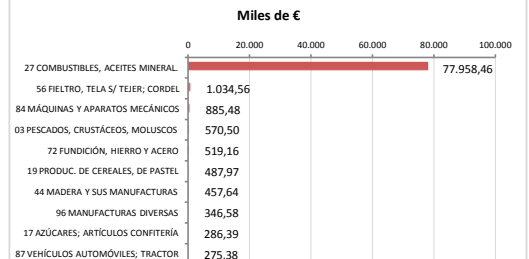 Miles de €
0 20.000 40.000 60.000 80.000 100.000
27 COMBUSTIBLES, ACEITES MINERAL. 77.958,46
56 FIELTRO, TELA S/ TEJER; CORDEL 1.034,56
84 MÁQUINAS Y APARATOS MECÁNICOS 885,48
03 PESCADOS, CRUSTÁCEOS, MOLUSCOS 570,50
72 FUNDICIÓN, HIERRO Y ACERO 519,16
19 PRODUC. DE CEREALES, DE PASTEL 487,97
44 MADERA Y SUS MANUFACTURAS 457,64
96 MANUFACTURAS DIVERSAS 346,58
17 AZÚCARES; ARTÍCULOS CONFITERÍA 286,39
87 VEHÍCULOS AUTOMÓVILES; TRACTOR 275,38